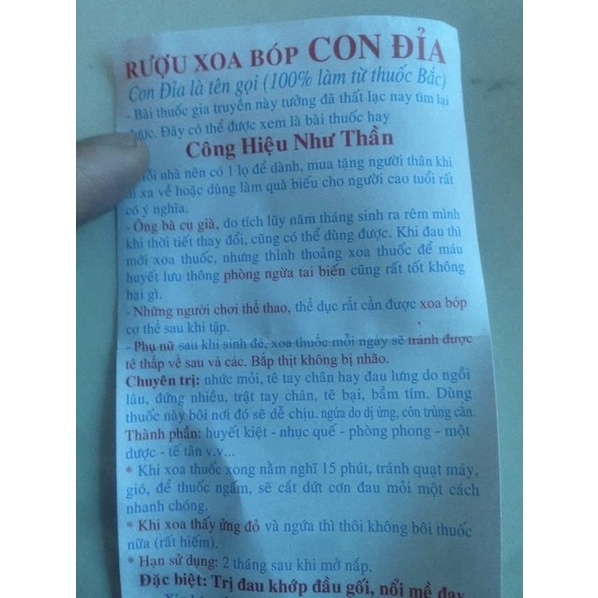 RƯỢU XOA BÓP CON ĐỈA
Con Đỉa là tên gọi (100% làm từ thuốc Bắc)
- Bài thuốc gia truyền này tưởng đã thất lạc nay tìm lại
được. Đây có thể được xem là bài thuốc hay
Công Hiệu Như Thần
nhà nên có 1 lọ để dành, mua tặng người thân khi
đi xa về hoặc dùng làm quà biếu cho người cao tuổi rất
có ý nghĩa.
- Ông bà cụ già, do tích lũy năm tháng sinh ra rêm mình
khi thời tiết thay đổi, cũng có thể dùng được. Khi đau thì
mới xoa thuốc, nhưng thỉnh thoảng xoa thuốc để máu
huyết lưu thông phòng ngừa tai biến cũng rất tốt không
hại gì.
- Những người chơi thể thao, thể dục rất cần được xoa bóp
cơ thể sau khi tập.
- Phụ nữ sau khi sinh đẻ, xoa thuốc mỗi ngày sẽ tránh được
tê thấp về sau và các. Bắp thịt không bị nhão.
Chuyên trị: nhức mỏi, tê tay chân hay đau lưng do ngồi
lâu, đứng nhiều, trật tay chân, tê bại, bầm tím. Dùng
thuốc này bôi nơi đó sẽ dễ chịu. ngứa do dị ứng, côn trùng cắn.
Thành phần: huyết kiệt - nhục quế - phòng phong - một
dược - tế tân v.v...
* Khi xoa thuốc xong nằm nghĩ 15 phút, tránh quạt máy,
gió, để thuốc ngấm, sẽ cắt dứt cơn đau mỏi một cách
nhanh chóng.
* Khi xoa thấy ửng đỏ và ngứa thì thôi không bôi thuốc
nữa (rất hiếm).
* Hạn sử dụng: 2 tháng sau khi mở nắp.
Đặc biệt: Trị đau khớp đầu gối, nổi mề đay